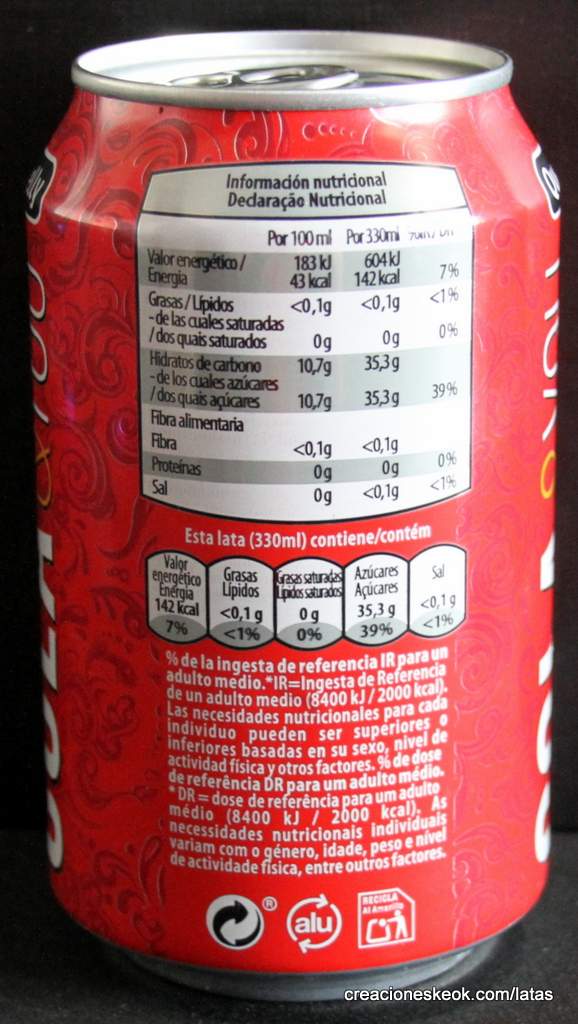 Información nutricional
Declaração Nutricional
Por 100 ml Por 330ml
Valor energético / 183 kJ 604 kJ
Energia 43 kcal 142 kcal 7%
Grasas / Lípidos <0,1g <0,1g <1%
- de las cuales saturadas
/ dos quais saturados 0g 0g 0%
Hidratos de carbono 10,7g 35,3 g
- de los cuales azúcares
/ dos quais açúcares 10,7g 35,3 g 39%
Fibra alimentaria
Fibra <0,1g <0,1g
Proteínas 0g 0g 0%
Sal 0g <0,1g <1%
Esta lata (330ml) contiene/contém
Valor
energético
Energia
142 kcal
7%
Grasas
Lípidos
<0,1 g
<1%
Grasas saturadas
Lípidos saturados
0 g
0%
Azúcares
Açúcares
35,3 g
39%
Sal
<0,1 g
<1%
% de la ingesta de referencia IR para un
adulto medio.*IR=Ingesta de Referencia
de un adulto medio (8400 kJ / 2000 kcal).
Las necesidades nutricionales para cada
individuo pueden ser superiores o
inferiores basadas en su sexo, nivel de
actividad física y otros factores. % de dose
de referência DR para um adulto médio.
* DR = dose de referência para um adulto
médio (8400 kJ / 2000 kcal). As
necessidades nutricionais individuais
variam com o género, idade, peso e nível
de actividade física, entre outros factores.
®
alu
RECICLA
Al Amarillo
creacioneskeok.com/latas